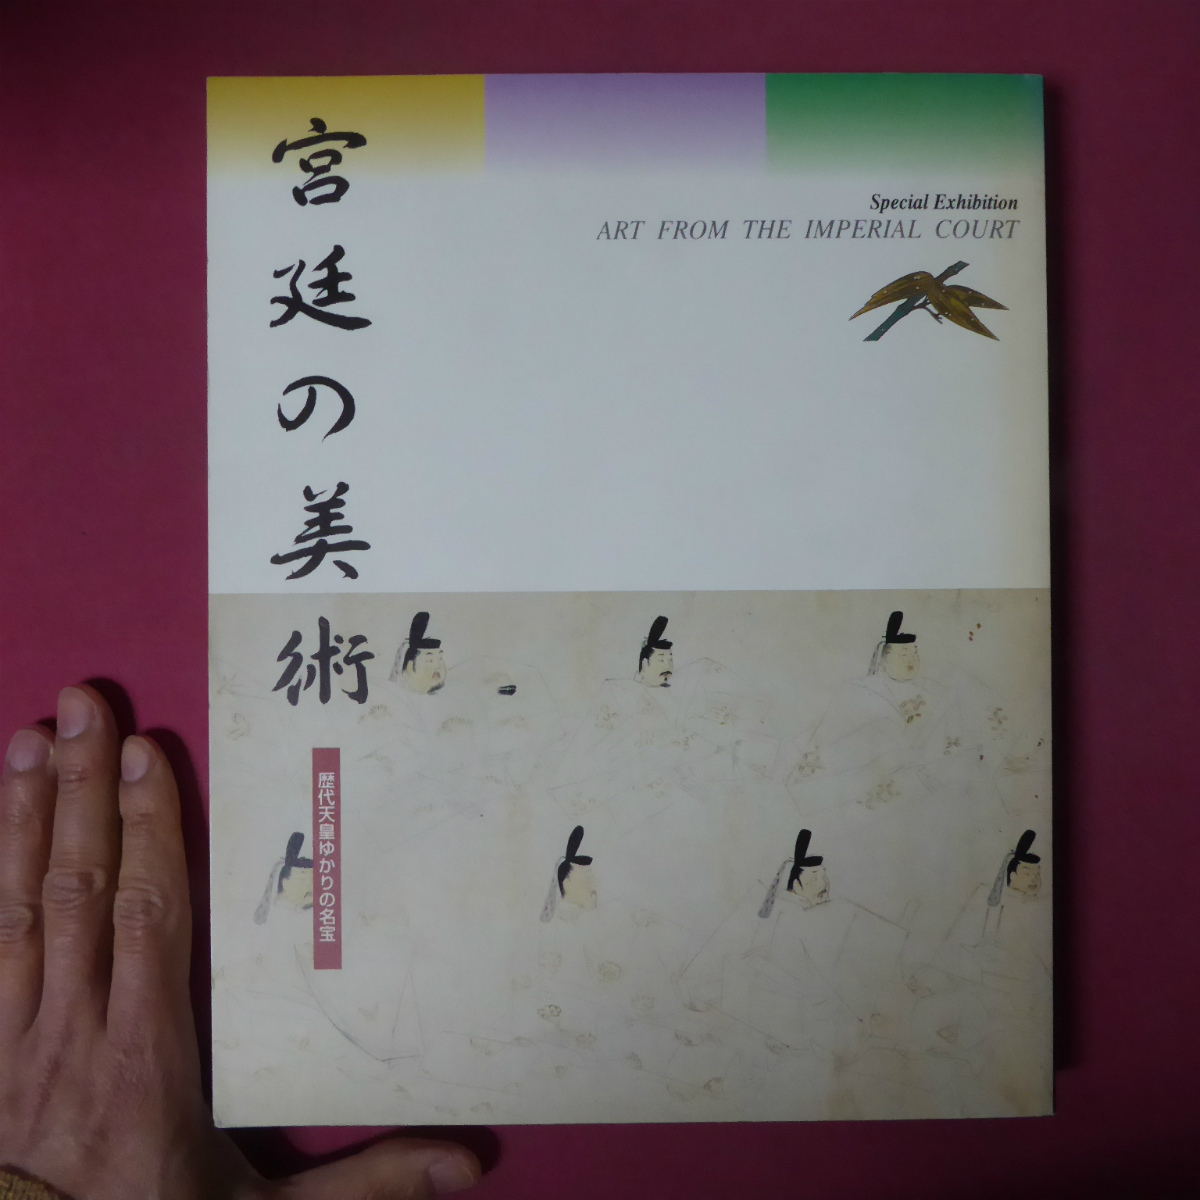 宮廷の美術
Special Exhibition
ART FROM THE IMPERIAL COURT
歴代天皇ゆかりの名宝